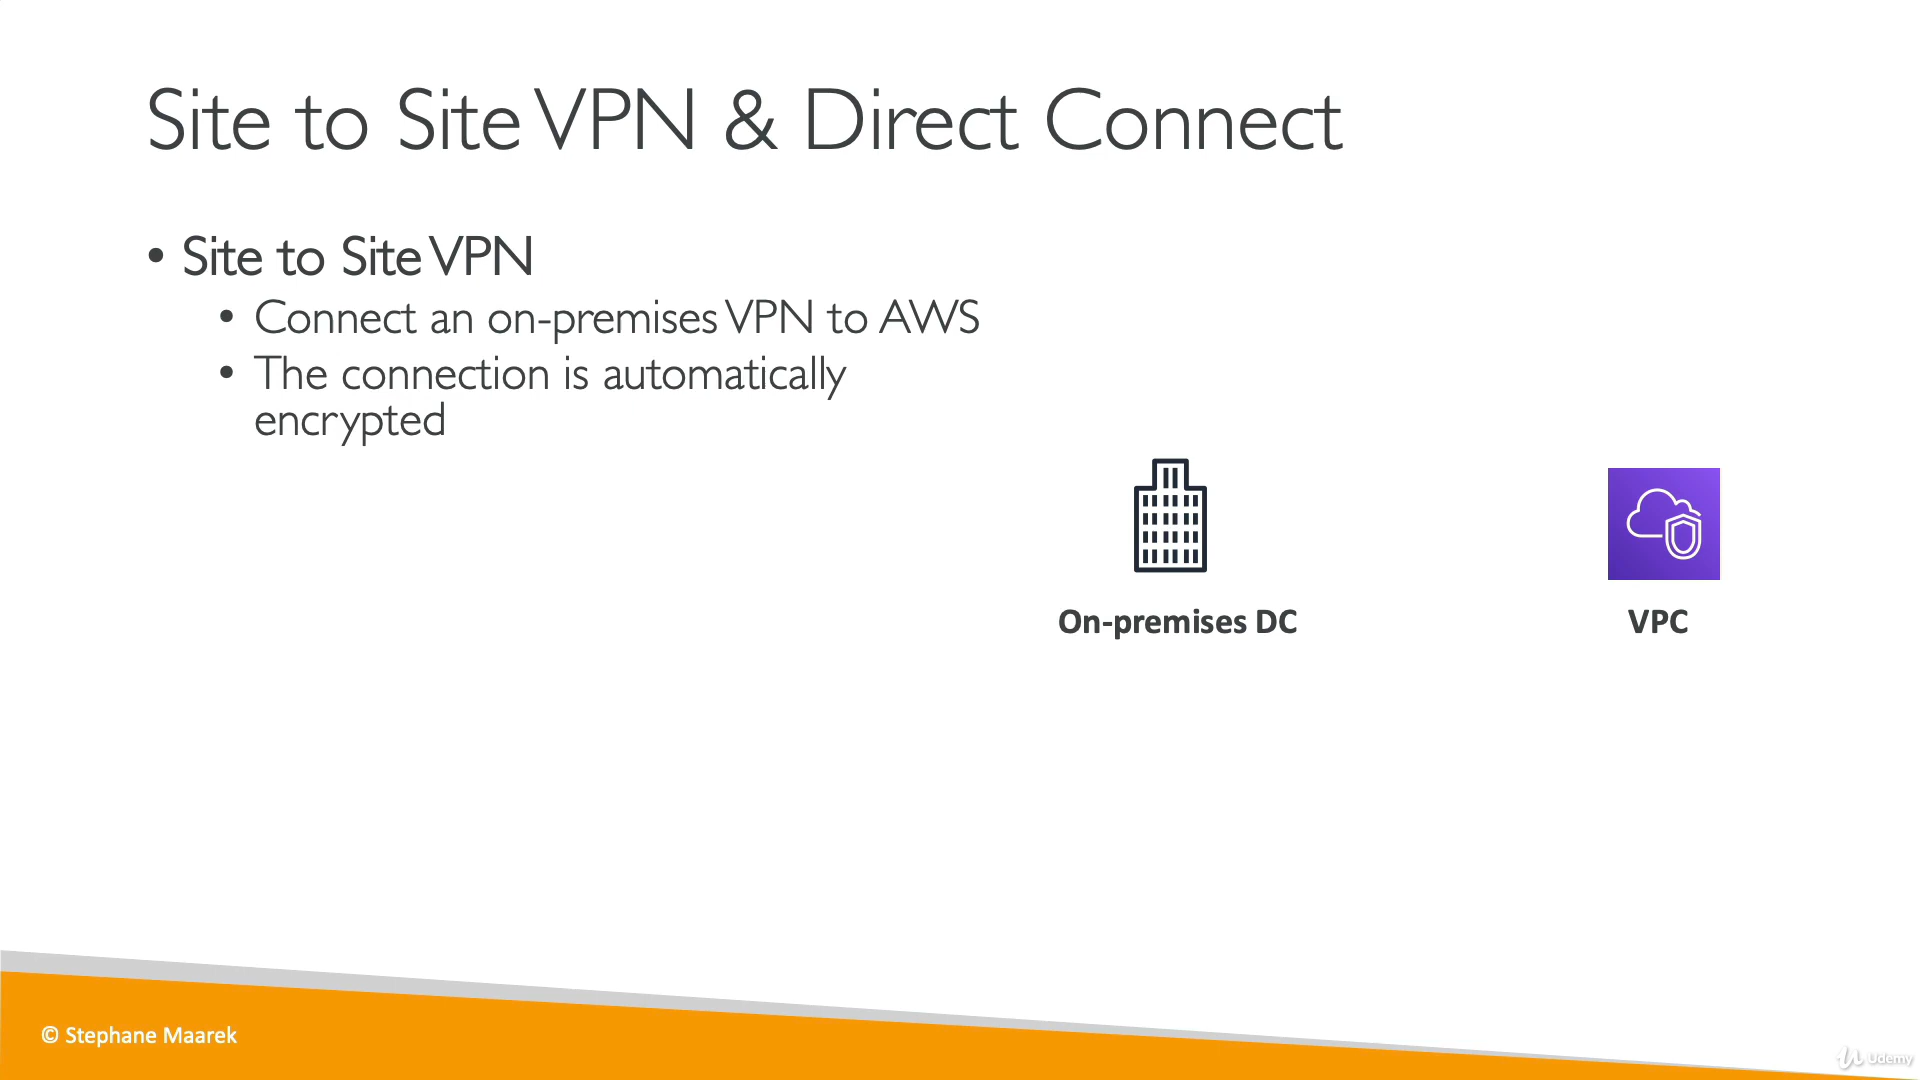 Site to Site VPN & Direct Connect
• Site to Site VPN
• Connect an on-premises VPN to AWS
• The connection is automatically
encrypted
On-premises DC
VPC
© Stephane Maarek
Udemy